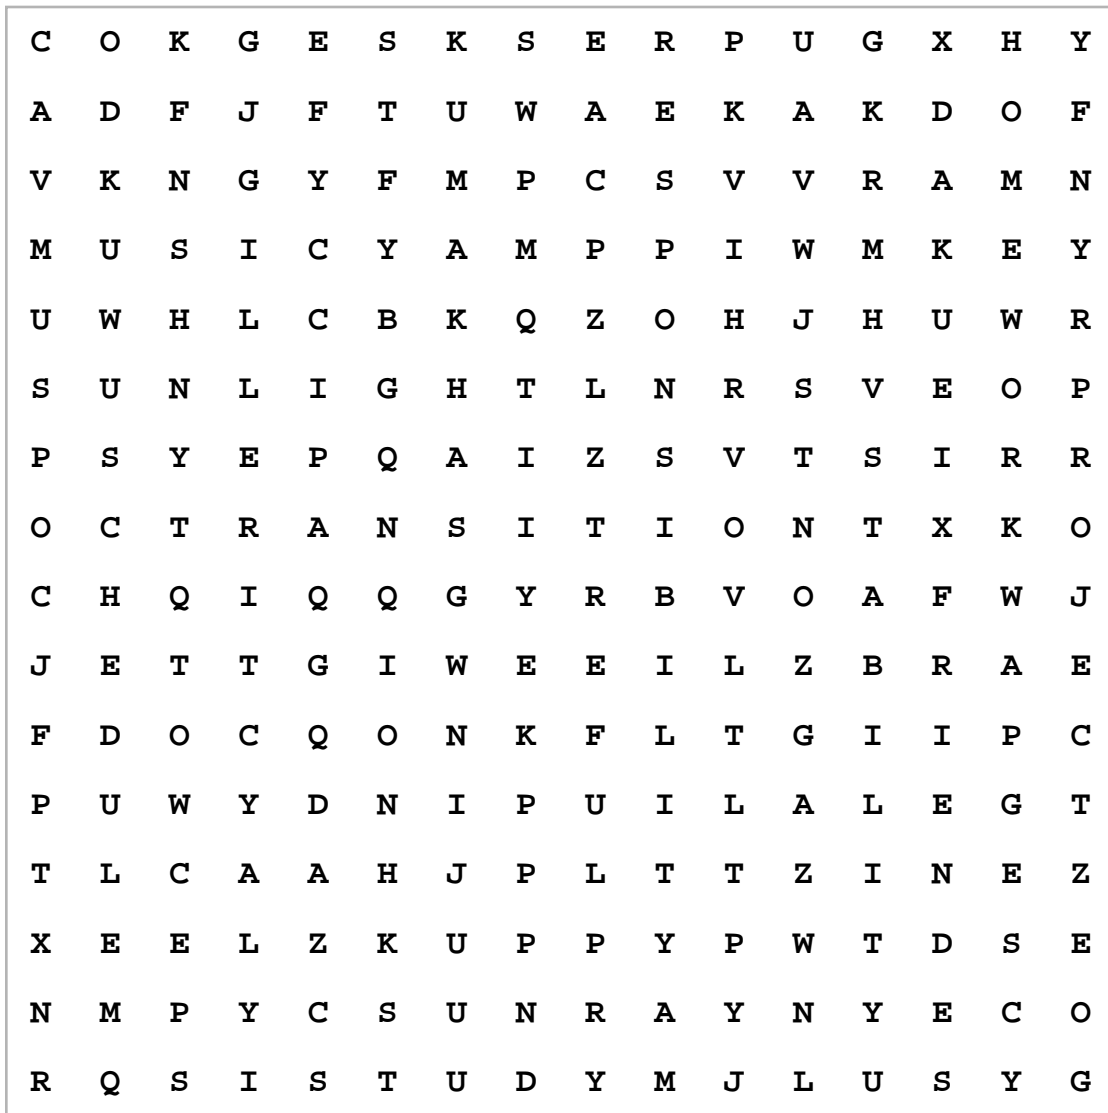 C O K G E S K S E R P U G X H Y
A D F J F T U W A E K A K D O F
V K N G Y F M P C S V V R A M N
M U S I C Y A M P P I W M K E Y
U W H L C B K Q Z O H J H U W R
S U N L I G H T L N R S V E O P
P S Y E P Q A I Z S V T S I R R
O C T R A N S I T I O N T X K O
C H Q I Q Q G Y R B V O A F W J
J E T T G I W E E I L Z B R A E
F D O C Q O N K F L T G I I P C
P U W Y D N I P U I L A L E G T
T L C A A H J P L T T Z I N E Z
X E E L Z K U P P Y P W T D S E
N M P Y C S U N R A Y N Y E C O
R Q S I S T U D Y M J L U S Y G